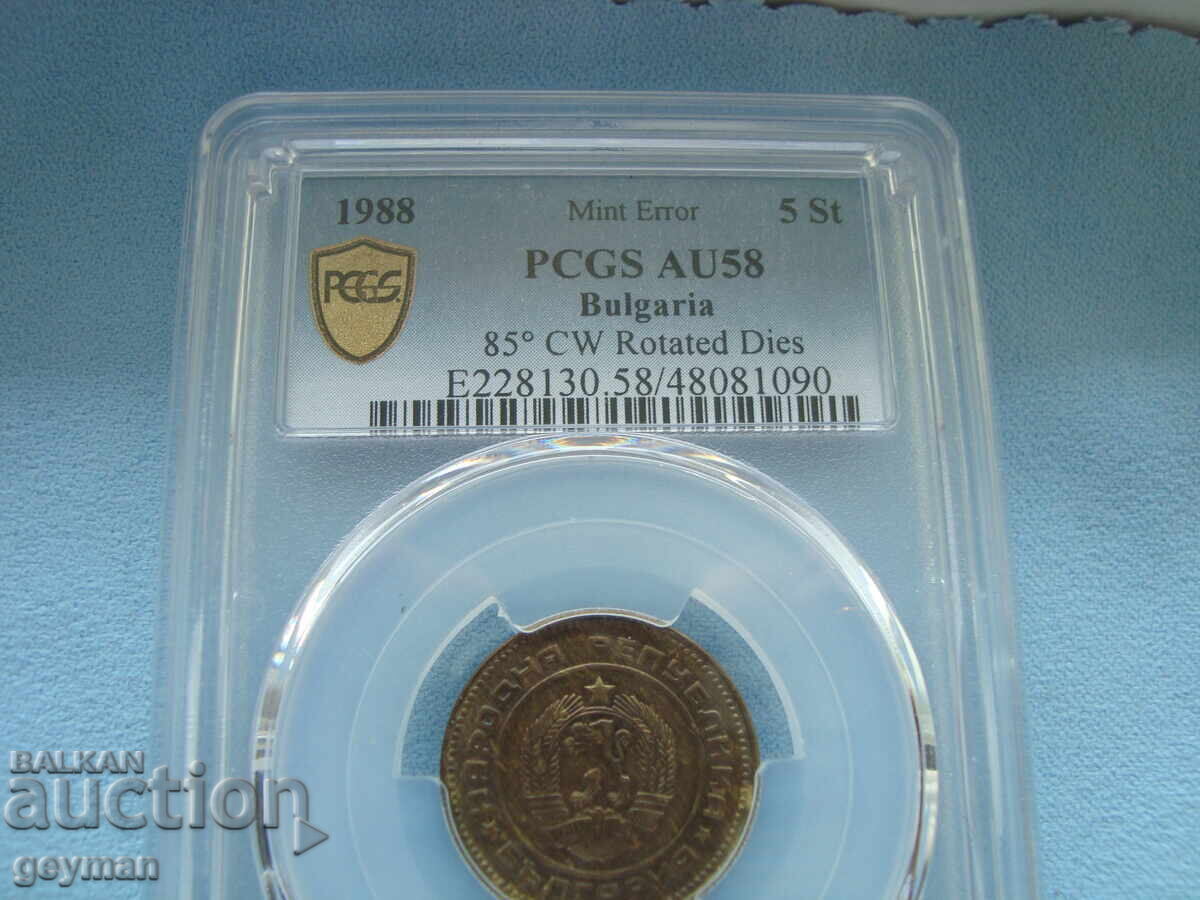 1988 Mint Error 5 St
PCGS
PCGS AU58
Bulgaria
85° CW Rotated Dies
E228130.58/48081090
НАРОДНА РЕПУБЛИКА
БЪЛГАРИЯ
BALKAN
auction
geyman